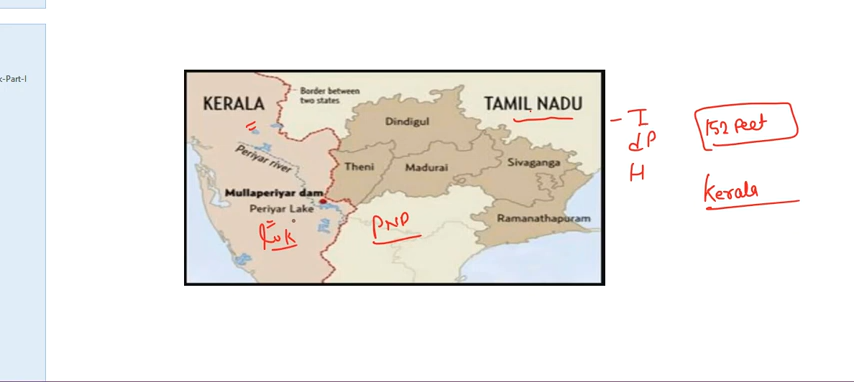 k-Part-I
Border between
two states
KERALA
TAMIL NADU
Dindigul
- I
dP
H
152 Feet
Periyar river
Theni
Madurai
Sivaganga
Mullaperiyar dam
Periyar Lake
Kerala
PNP
Ramanathapuram